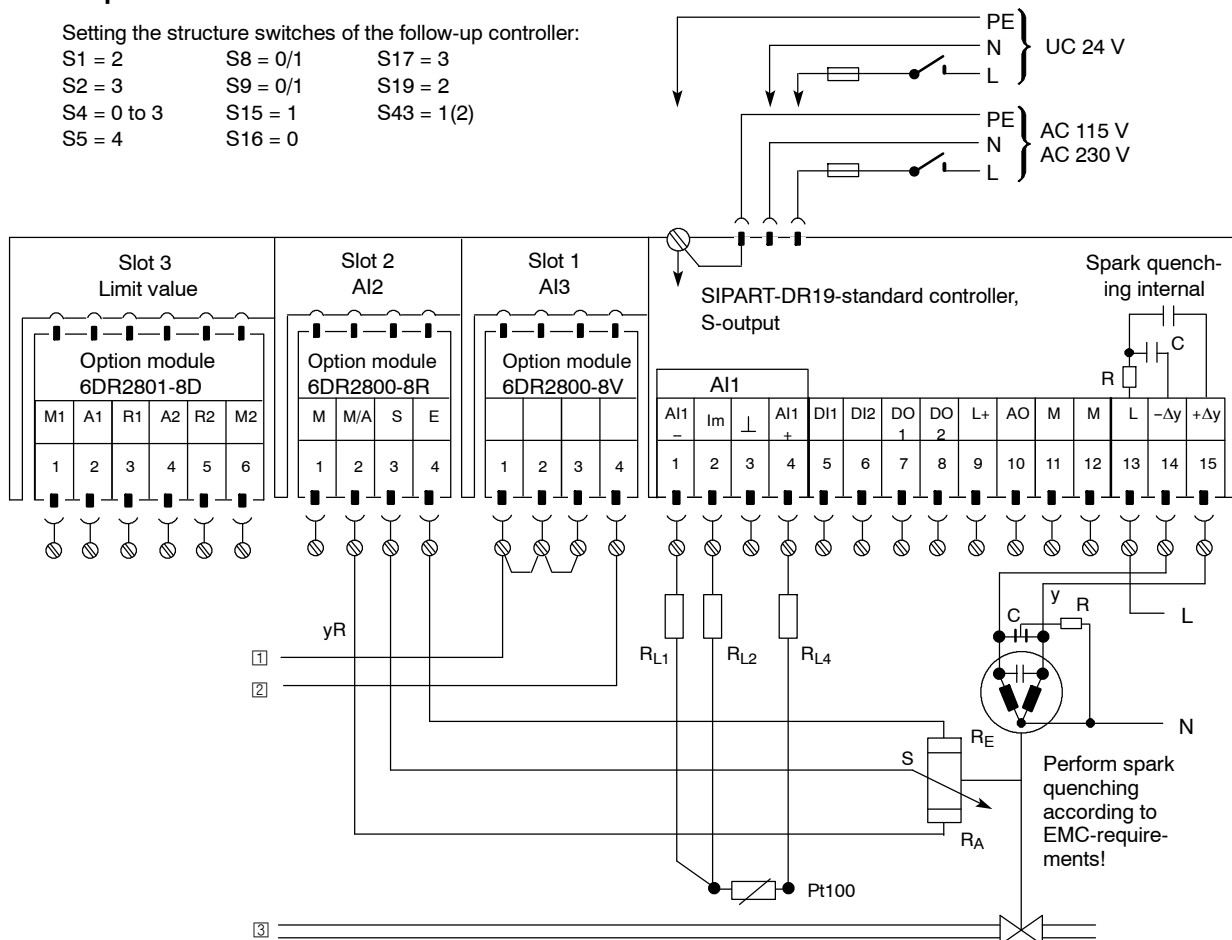 Setting the structure switches of the follow-up controller:
S1 = 2 S8 = 0/1 S17 = 3
S2 = 3 S9 = 0/1 S19 = 2
S4 = 0 to 3 S15 = 1 S43 = 1(2)
S5 = 4 S16 = 0
PE
N
L
UC 24 V
PE
N
L
AC 115 V
AC 230 V
Slot 3
Limit value
Slot 2
AI2
Slot 1
AI3
SIPART-DR19-standard controller,
S-output
Spark quench-
ing internal
C
R
Option module
6DR2801-8D
Option module
6DR2800-8R
Option module
6DR2800-8V
AI1
M1 A1 R1 A2 R2 M2
1 2 3 4 5 6
M M/A S E
1 2 3 4
1 2 3 4
AI1 − Im ⊥ AI1 + DI1 DI2 DO 1 DO 2 L+ AO M M L −Δy +Δy
1 2 3 4 5 6 7 8 9 10 11 12 13 14 15
yR
1
2
RL1 RL2 RL4
C
y
R
L
N
RE
S
RA
Perform spark
quenching
according to
EMC-require-
ments!
Pt100
3